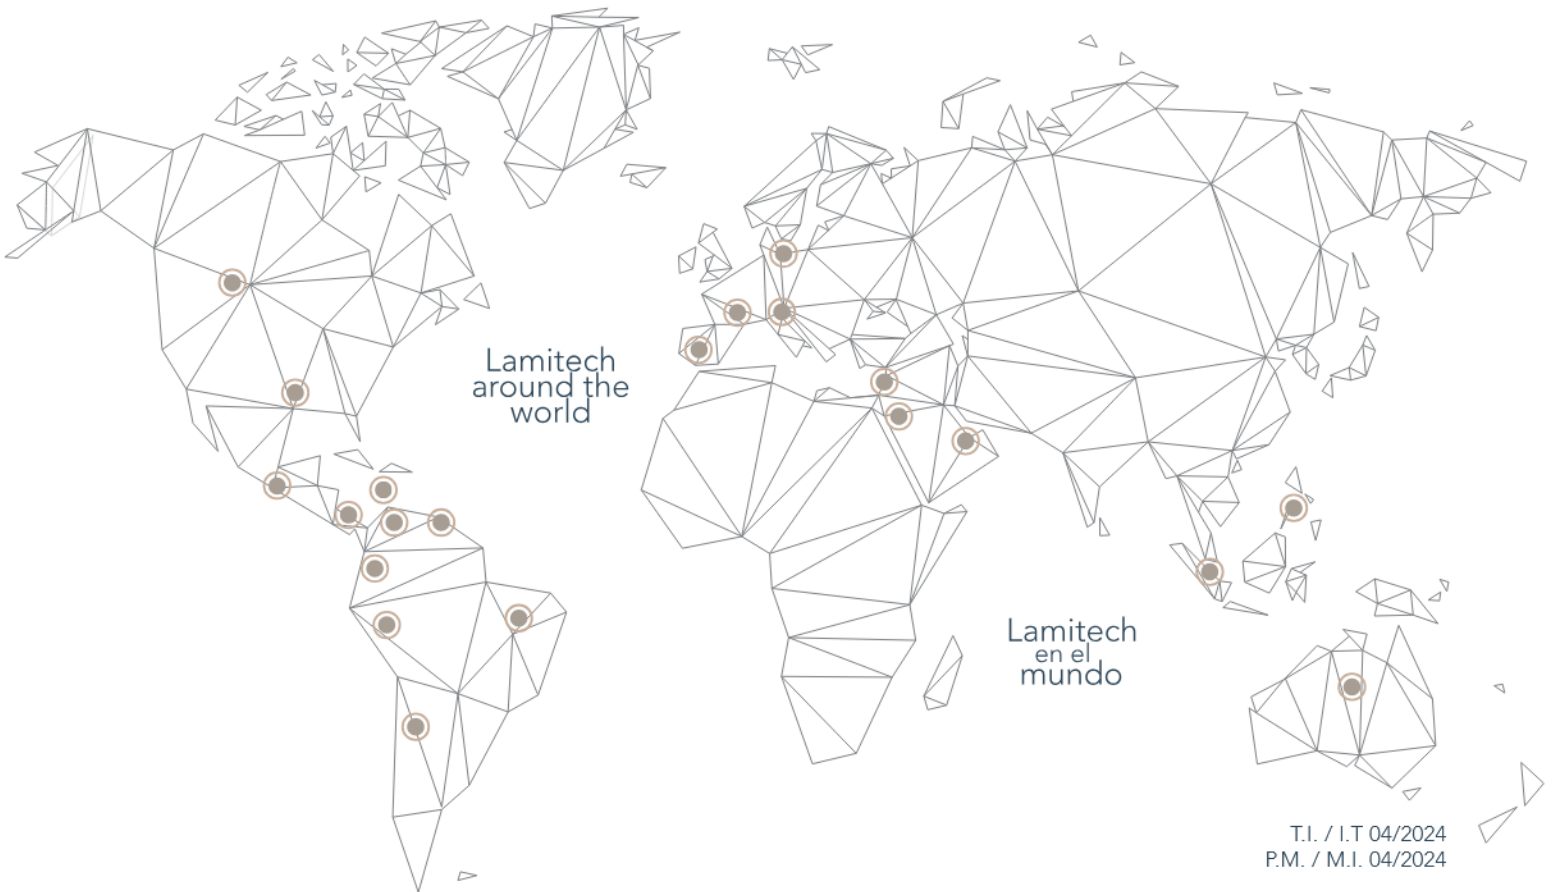 Lamitech
around the
world
Lamitech
en el
mundo
T.I. / I.T 04/2024
P.M. / M.I. 04/2024